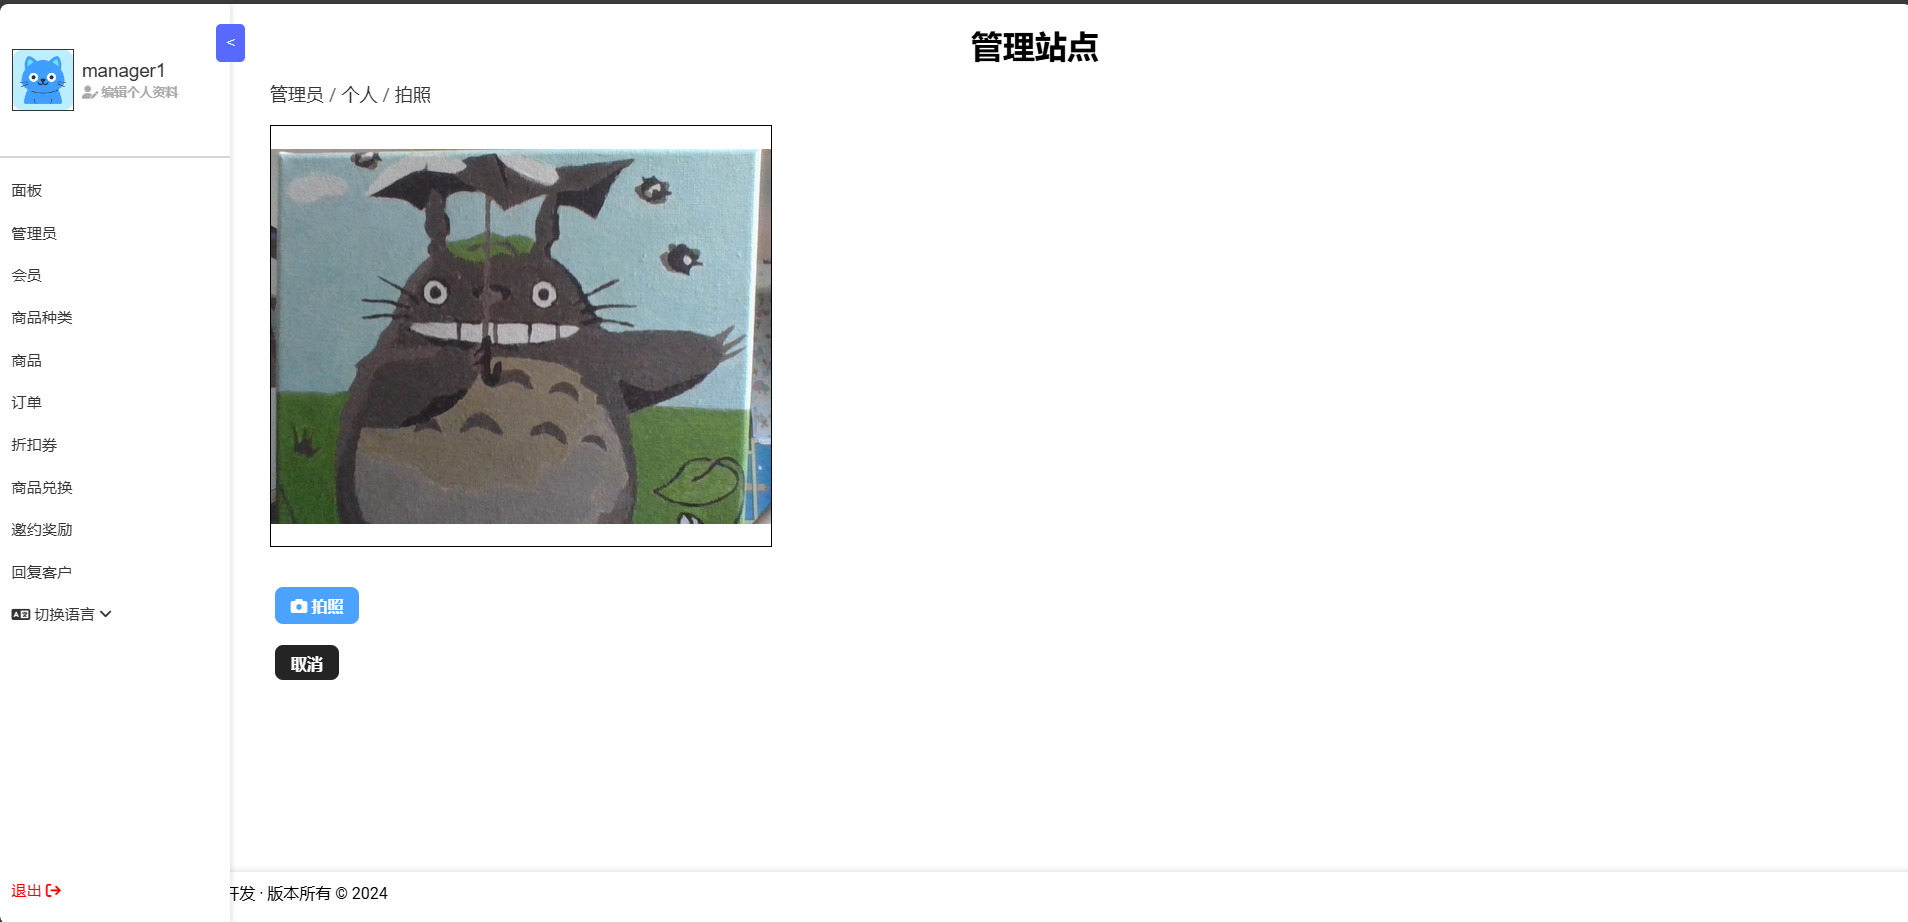 <
管理站点
manager1
编辑个人资料
管理员 / 个人 / 拍照
面板
管理员
会员
商品种类
商品
订单
折扣券
商品兑换
邀约奖励
回复客户
切换语言
拍照
取消
退出
发 · 版本所有 © 2024